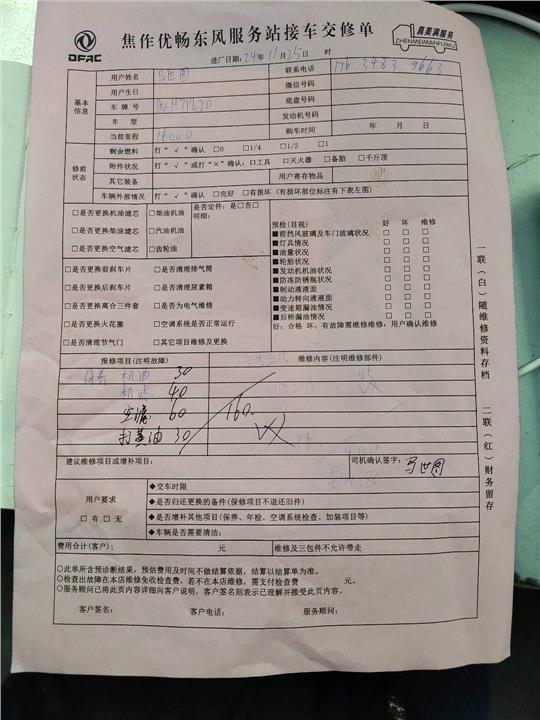 DFAC
焦作优畅东风服务站接车交修单
真美满服务
ZHENMEIMANFUWU
进厂日期：24年11月25日 时
基本信息
用户姓名 联系电话
用户生日 微信号码
车牌号 底盘号码
车型 发动机号码
当前里程 16000 购车时间 年 月 日
修前状态
剩余燃料 打“√”确认 □0 □1/4 □1/2 □1
附件状况 打“√”或打“×”确认：□工具 □灭火器 □备胎 □千斤顶
其它装备 用户寄存物品
车辆外部情况 打“√”确认 □完好 □有损坏（有损坏部位标注有下表左图）
□是否更换机油滤芯 □柴油机油 是否定件：是□否□
明细：
□是否更换柴油滤芯 □汽油机油
□是否更换空气滤芯 □齿轮油
□是否更换前刹车片 □是否清理排气筒
□是否更换后刹车片 □是否清理尿素箱
□是否更换离合三件套 □是否为电气维修
□是否更换火花塞 □空调系统是否正常运行
□是否清理节气门 □其它项目维修及更换
预检（目视） 好 坏 维修
■前挡风玻璃及车门玻璃状况 □ □ □
■灯具情况 □ □ □
■油量状况 □ □ □
■轮胎状况 □ □ □
■发动机机油状况 □ □ □
■防冻防锈瓶状况 □ □ □
■制动液液面 □ □ □
■动力转向液液面 □ □ □
■变速箱漏油情况 □ □ □
■后桥漏油情况 □ □ □
好：合格 坏：有故障需维修维修：用户确认维修
报修项目（注明故障） 维修内容（注明维修部件）
机油 30
机滤 40
空滤 60
打黄油 30
160
建议维修项目或增补项目：
司机确认签字：
用户要求
□有 □无
◆交车时限
◆是否归还更换的备件（保修项目不退还旧件）
◆是否增补其他项目（保养、年检、空调系统检查、加装项目等）
◆车辆是否需要清洁：
费用合计（客户）： 元 维修及三包件不允许带走
○此单所含预诊断结果，预估费用及时间不做结算依据，结算以结算单为准。
○检查出故障在本店维修免收检查费，若不在本店维修，需支付检查费 元。
○服务顾问已将此页内容详细向客户说明，客户签名则表示已理解并接受此页内容。
客户签名： 客户电话： 服务顾问：
一联（白）随维修资料存档
二联（红）财务留存